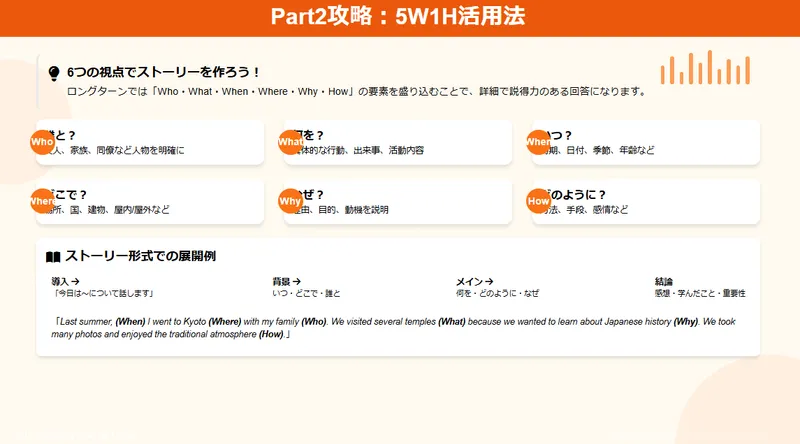 Part2攻略：5W1H活用法
6つの視点でストーリーを作ろう！
ロングターンでは「Who・What・When・Where・Why・How」の要素を盛り込むことで、詳細で説得力のある回答になります。
Who と？
人、家族、同僚など人物を明確に
What 何を？
体的な行動、出来事、活動内容
When いつ？
期、日付、季節、年齢など
Where どこで？
場所、国、建物、屋内/屋外など
Why なぜ？
理由、目的、動機を説明
How どのように？
方法、手段、感情など
ストーリー形式での展開例
導入→ 背景→ メイン→ 結論
「今日は～について話します」 いつ・どこで・誰と 何を・どのように・なぜ 感想・学んだこと・重要性
「Last summer, (When) I went to Kyoto (Where) with my family (Who). We visited several temples (What) because we wanted to learn about Japanese history (Why). We took
many photos and enjoyed the traditional atmosphere (How).」